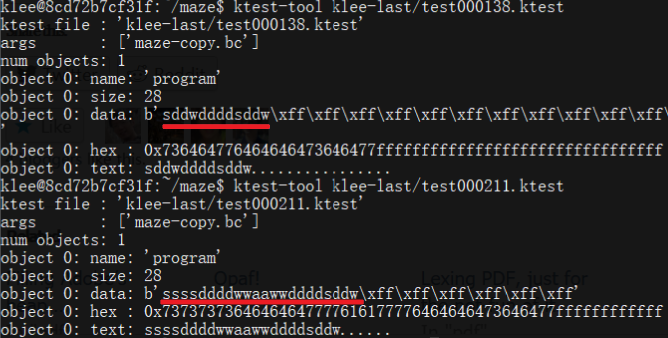 klee@8cd72b7cf31f:~/maze$ ktest-tool klee-last/test000138.ktest
ktest file : 'klee-last/test000138.ktest'
args       : ['maze-copy.bc']
num objects: 1
object 0: name: 'program'
object 0: size: 28
object 0: data: b'sddwddddsddw\xff\xff\xff\xff\xff\xff\xff\xff\xff\xff\xff\xff\
'
object 0: hex : 0x736464776464646473646477ffffffffffffffffffffffffffffffff
object 0: text: sddwddddsddw................
klee@8cd72b7cf31f:~/maze$ ktest-tool klee-last/test000211.ktest
ktest file : 'klee-last/test000211.ktest'
args       : ['maze-copy.bc']
num objects: 1
object 0: name: 'program'
object 0: size: 28
object 0: data: b'ssssddddwwaawwddddsddw\xff\xff\xff\xff\xff\xff'
object 0: hex : 0x73737373646464647777616177776464646473646477ffffffffffff
object 0: text: ssssddddwwaawwddddsddw......